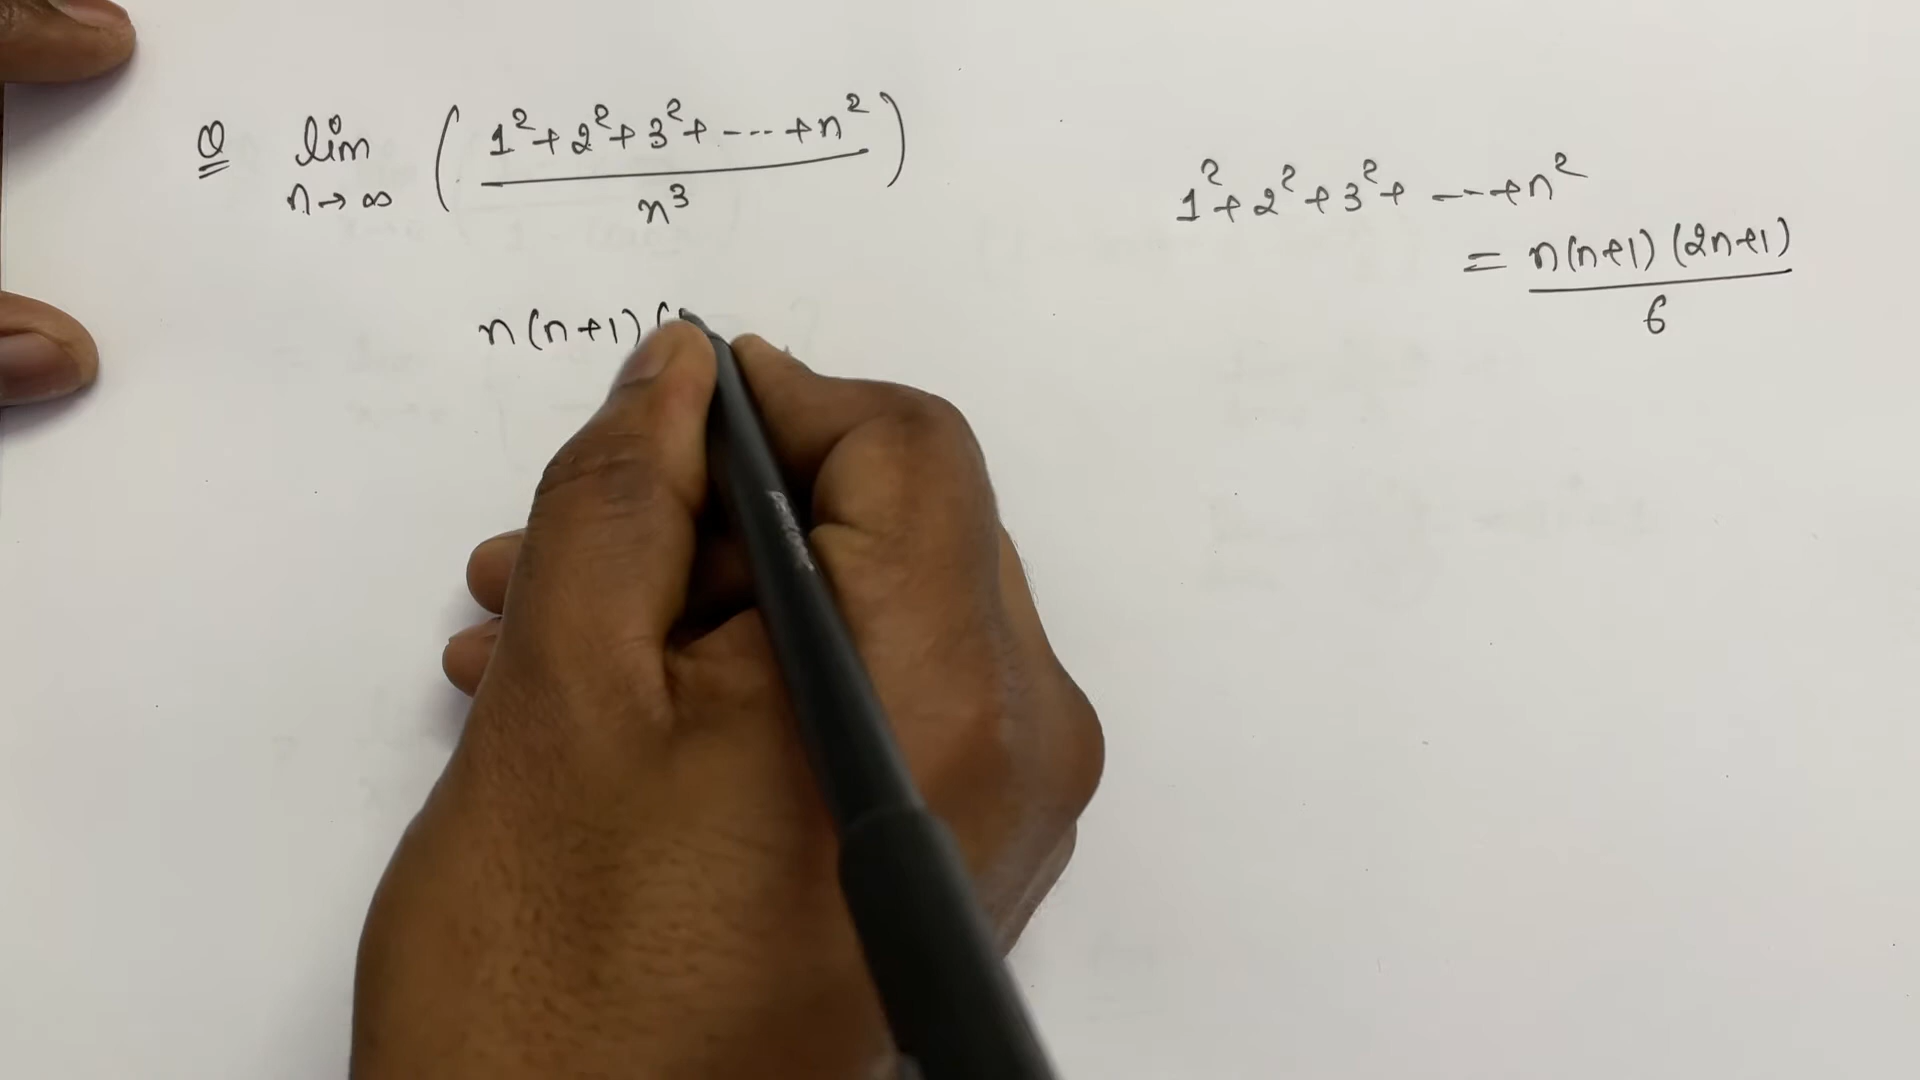 Q lim n→∞ ( 1²+2²+3²+----+n² / n³ )
1²+2²+3²+ ----+n²
= n(n+1)(2n+1) / 6
n(n+1)(